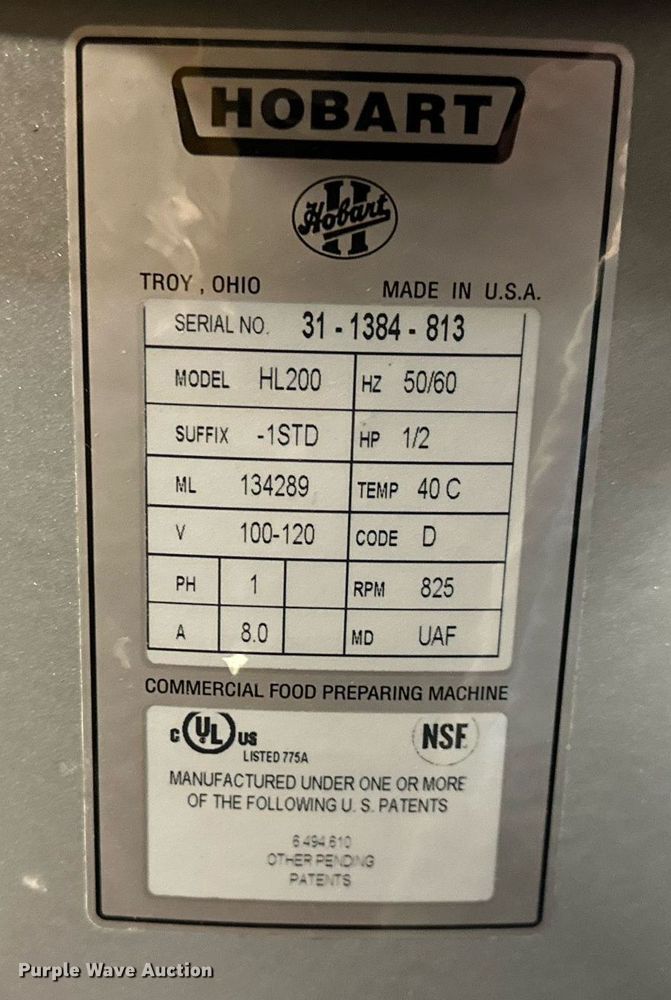 HOBART
Hobart
TROY, OHIO MADE IN U.S.A.
SERIAL NO. 31-1384-813
MODEL HL200 HZ 50/60
SUFFIX -1STD HP 1/2
ML 134289 TEMP 40 C
V 100-120 CODE D
PH 1 RPM 825
A 8.0 MD UAF
COMMERCIAL FOOD PREPARING MACHINE
C UL US NSF
LISTED 775A
MANUFACTURED UNDER ONE OR MORE
OF THE FOLLOWING U. S. PATENTS
6.494.610
OTHER PENDING
PATENTS
Purple Wave Auction